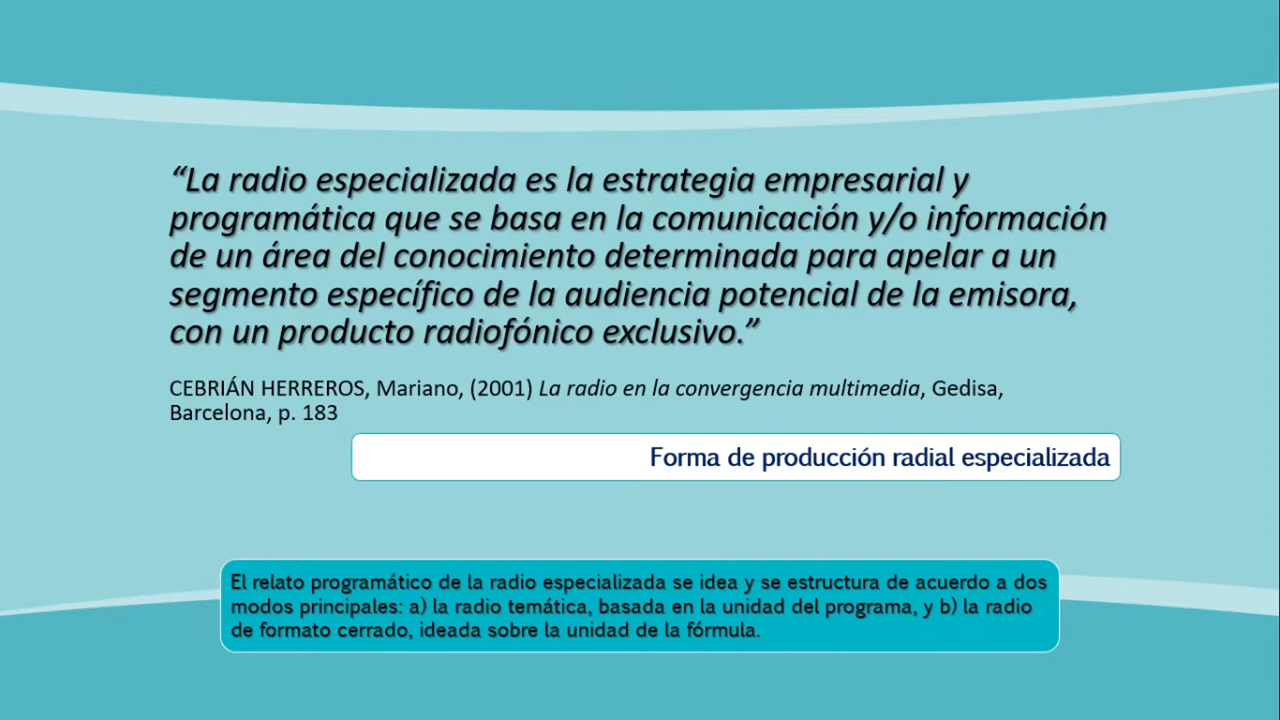 “La radio especializada es la estrategia empresarial y
programática que se basa en la comunicación y/o información
de un área del conocimiento determinada para apelar a un
segmento específico de la audiencia potencial de la emisora,
con un producto radiofónico exclusivo.”
CEBRIÁN HERREROS, Mariano, (2001) La radio en la convergencia multimedia, Gedisa,
Barcelona, p. 183
Forma de producción radial especializada
El relato programático de la radio especializada se idea y se estructura de acuerdo a dos
modos principales: a) la radio temática, basada en la unidad del programa, y b) la radio
de formato cerrado, ideada sobre la unidad de la fórmula.